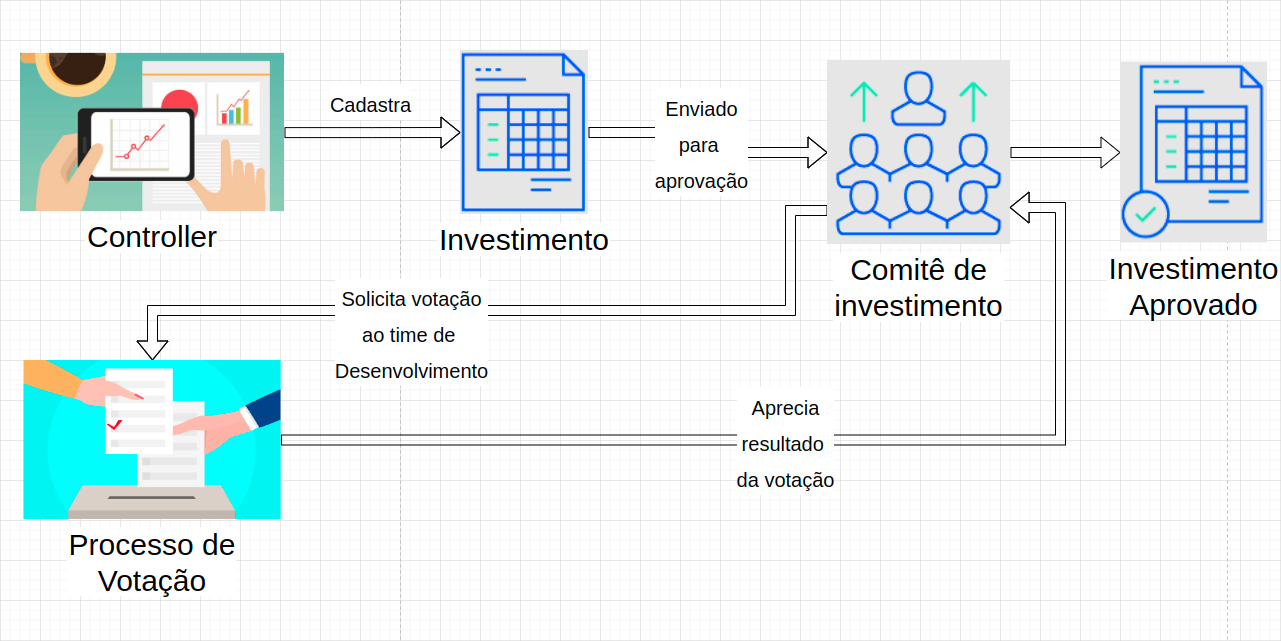 Cadastra
Enviado
para
aprovação
Controller
Investimento
Comitê de
investimento
Investimento
Aprovado
Solicita votação
ao time de
Desenvolvimento
Aprecia
resultado
da votação
Processo de
Votação